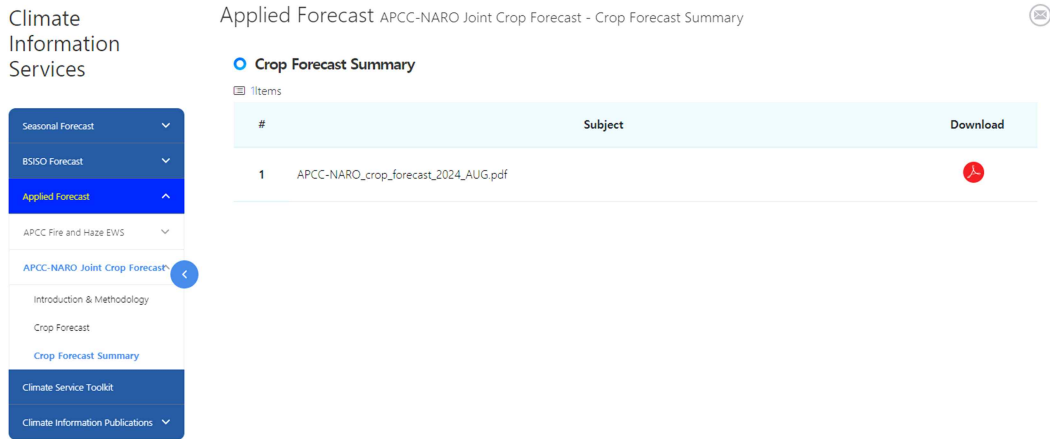 Climate
Information
Services
Seasonal Forecast
BSISO Forecast
Applied Forecast
APCC Fire and Haze EWS
APCC-NARO Joint Crop Forecast
Introduction & Methodology
Crop Forecast
Crop Forecast Summary
Climate Service Toolkit
Climate Information Publications
Applied Forecast APCC-NARO Joint Crop Forecast - Crop Forecast Summary
Crop Forecast Summary
1Items
# Subject Download
1 APCC-NARO_crop_forecast_2024_AUG.pdf